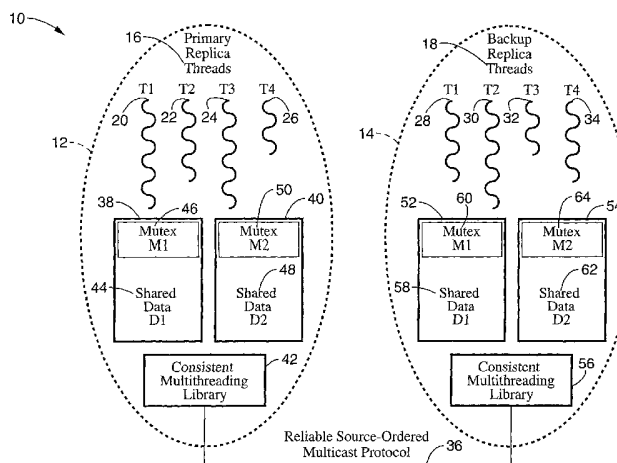 10
16
Primary
Replica
Threads
18
Backup
Replica
Threads
T1 T2 T3 T4
T1 T2 T3 T4
20 22 24 26
28 30 32 34
12
14
38 46 50 40
52 60 64 54
Mutex
M1
Mutex
M2
Mutex
M1
Mutex
M2
44
48
58
62
Shared
Data
D1
Shared
Data
D2
Shared
Data
D1
Shared
Data
D2
Consistent
Multithreading
Library
42
Consistent
Multithreading
Library
56
Reliable Source-Ordered
Multicast Protocol
36